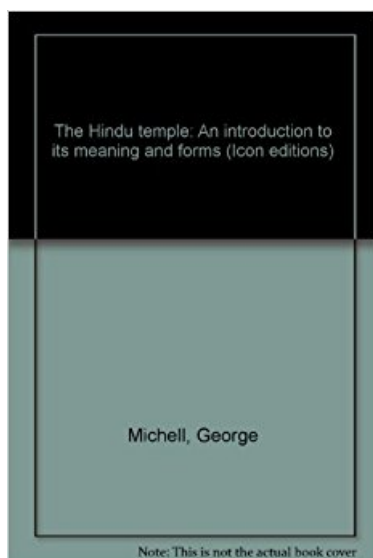 The Hindu temple: An introduction to
its meaning and forms (Icon editions)
Michell, George
Note: This is not the actual book cover